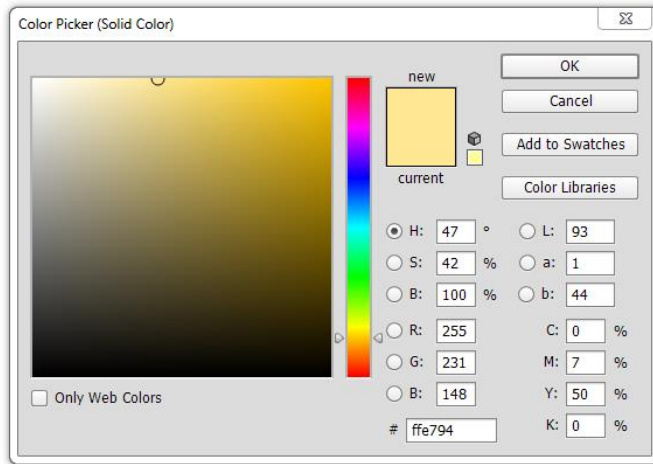 Color Picker (Solid Color)
new
current
OK
Cancel
Add to Swatches
Color Libraries
H: 47 °
S: 42 %
B: 100 %
R: 255
G: 231
B: 148
# ffe794
L: 93
a: 1
b: 44
C: 0 %
M: 7 %
Y: 50 %
K: 0 %
Only Web Colors